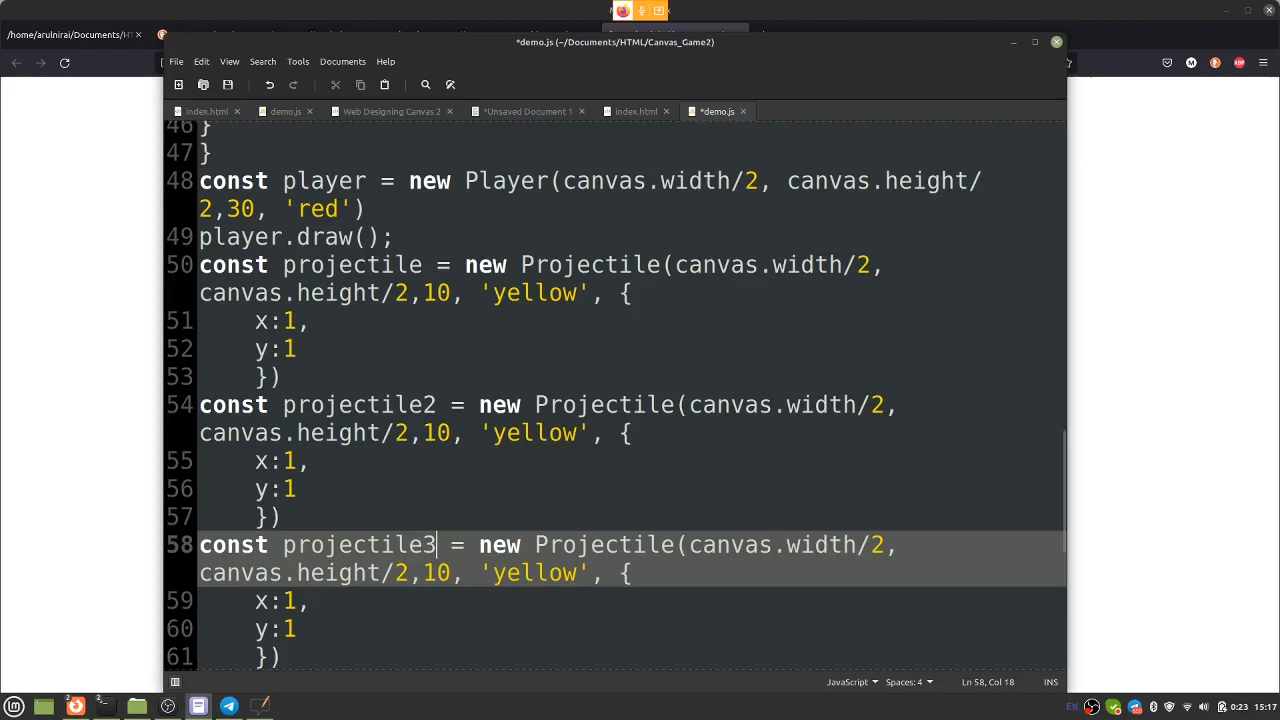 /home/arulnirai/Documents/HT
*demo.js (~/Documents/HTML/Canvas_Game2)
File Edit View Search Tools Documents Help
index.html demo.js Web Designing Canvas 2 *Unsaved Document 1 index.html *demo.js
46 }
47 }
48 const player = new Player(canvas.width/2, canvas.height/
2,30, 'red')
49 player.draw();
50 const projectile = new Projectile(canvas.width/2,
canvas.height/2,10, 'yellow', {
51 x:1,
52 y:1
53 })
54 const projectile2 = new Projectile(canvas.width/2,
canvas.height/2,10, 'yellow', {
55 x:1,
56 y:1
57 })
58 const projectile3 = new Projectile(canvas.width/2,
canvas.height/2,10, 'yellow', {
59 x:1,
60 y:1
61 })
JavaScript Spaces: 4 Ln 58, Col 18 INS
2 2 EN 0:23 15:17